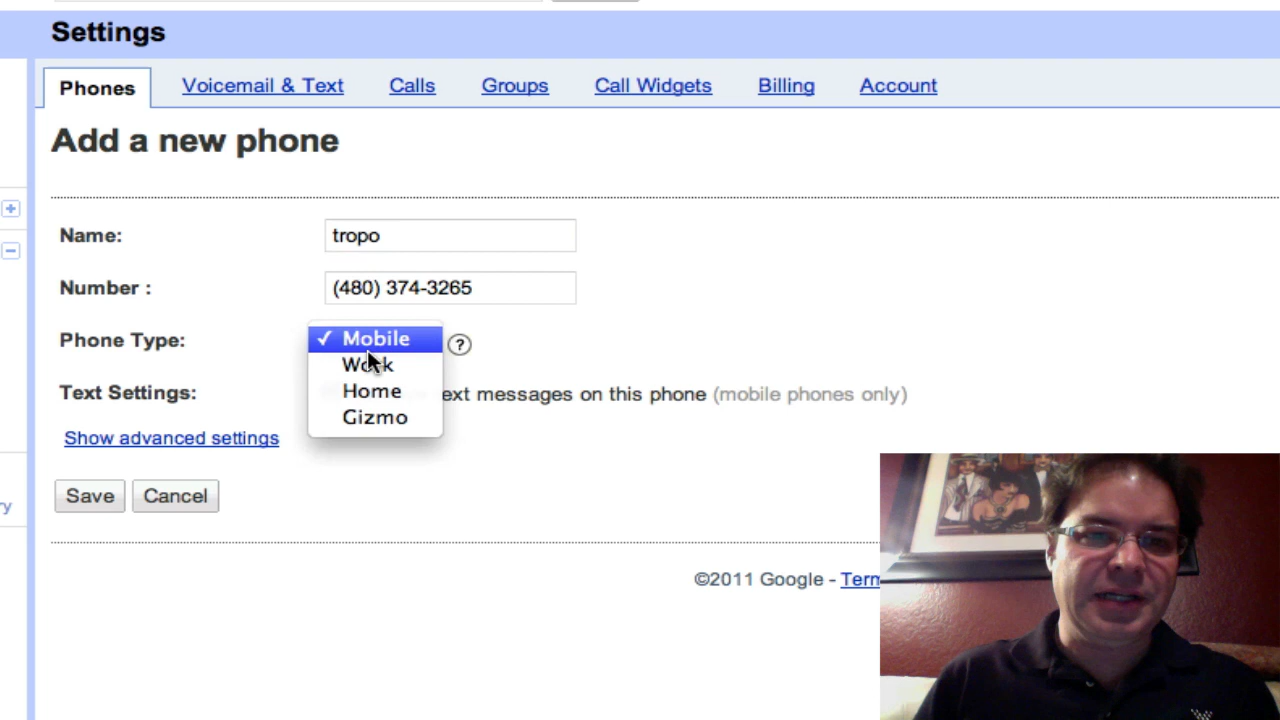 Settings
Phones Voicemail & Text Calls Groups Call Widgets Billing Account
Add a new phone
Name: tropo
Number : (480) 374-3265
Phone Type: ✓ Mobile ?
Work
Home
Gizmo
Text Settings: ext messages on this phone (mobile phones only)
Show advanced settings
Save Cancel
ry
©2011 Google - Term